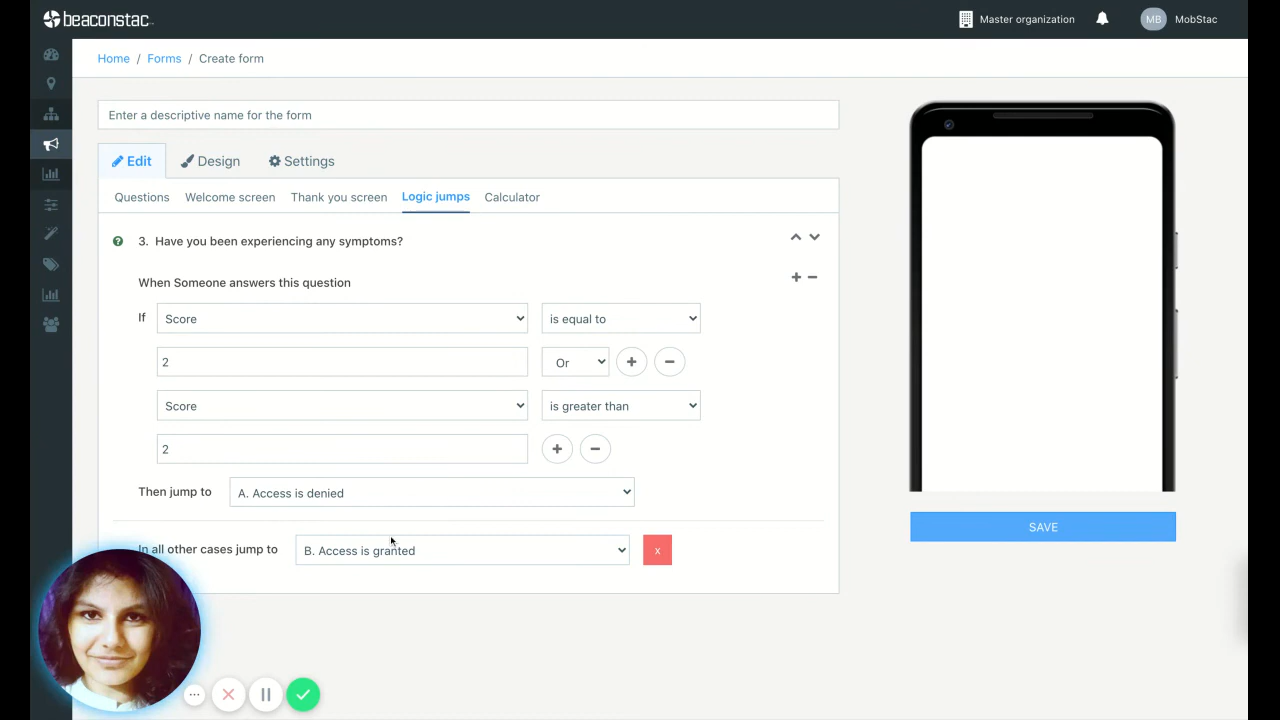 beaconstac
Master organization
MB
MobStac
Home / Forms / Create form
Enter a descriptive name for the form
Edit
Design
Settings
Questions
Welcome screen
Thank you screen
Logic jumps
Calculator
3. Have you been experiencing any symptoms?
When Someone answers this question
If
Score
is equal to
2
Or
Score
is greater than
2
Then jump to
A. Access is denied
In all other cases jump to
B. Access is granted
x
SAVE